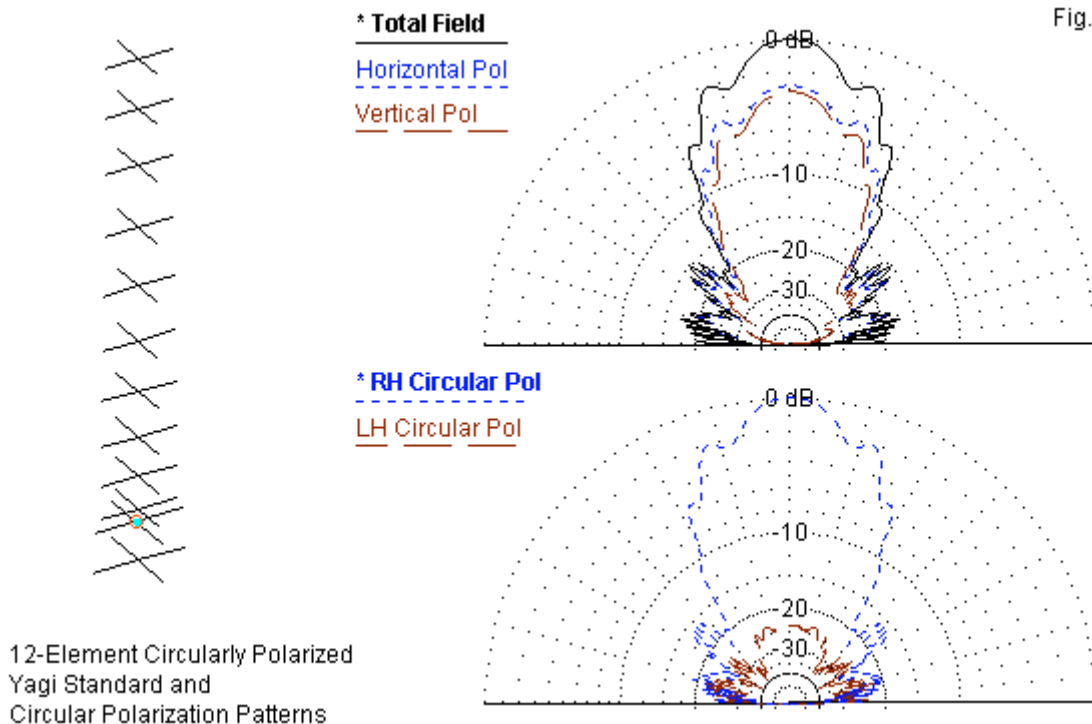 * Total Field
Fig.
Horizontal Pol
Vertical Pol
0 dB
-10
-20
-30
* RH Circular Pol
LH Circular Pol
0 dB
-10
-20
-30
12-Element Circularly Polarized
Yagi Standard and
Circular Polarization Patterns